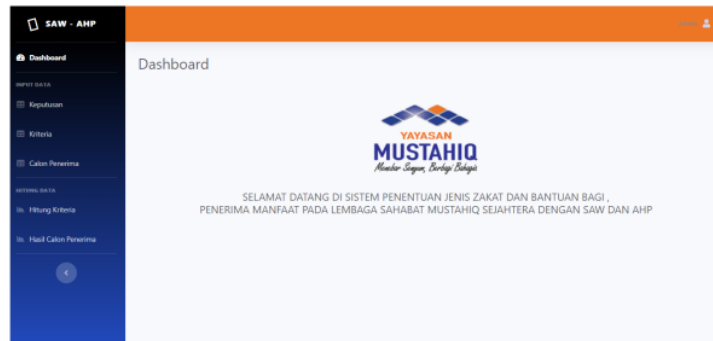 SAW - AHP
Dashboard
INPUT DATA
Keputusan
Kriteria
Calon Penerima
HITUNG DATA
Hitung Kriteria
Hasil Calon Penerima
Dashboard
YAYASAN
MUSTAHIQ
Menebar Senyum, Berbagi Bahagia
SELAMAT DATANG DI SISTEM PENENTUAN JENIS ZAKAT DAN BANTUAN BAGI ,
PENERIMA MANFAAT PADA LEMBAGA SAHABAT MUSTAHIQ SEJAHTERA DENGAN SAW DAN AHP